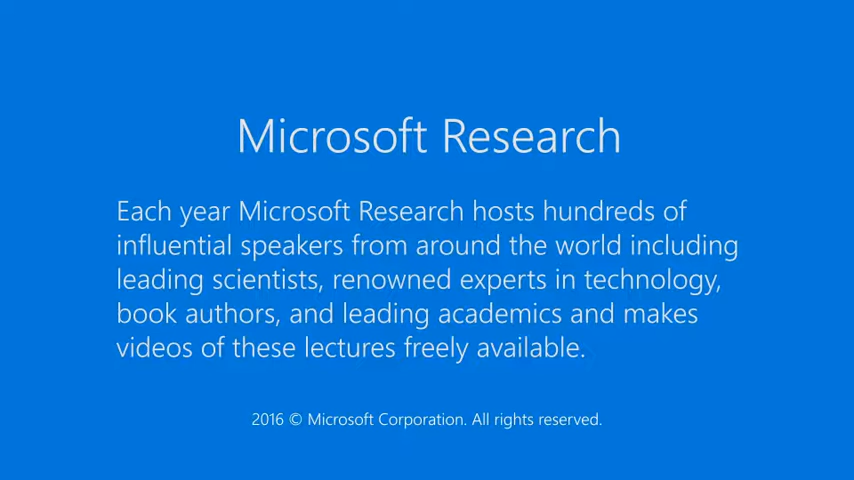 Microsoft Research
Each year Microsoft Research hosts hundreds of
influential speakers from around the world including
leading scientists, renowned experts in technology,
book authors, and leading academics and makes
videos of these lectures freely available.
2016 © Microsoft Corporation. All rights reserved.